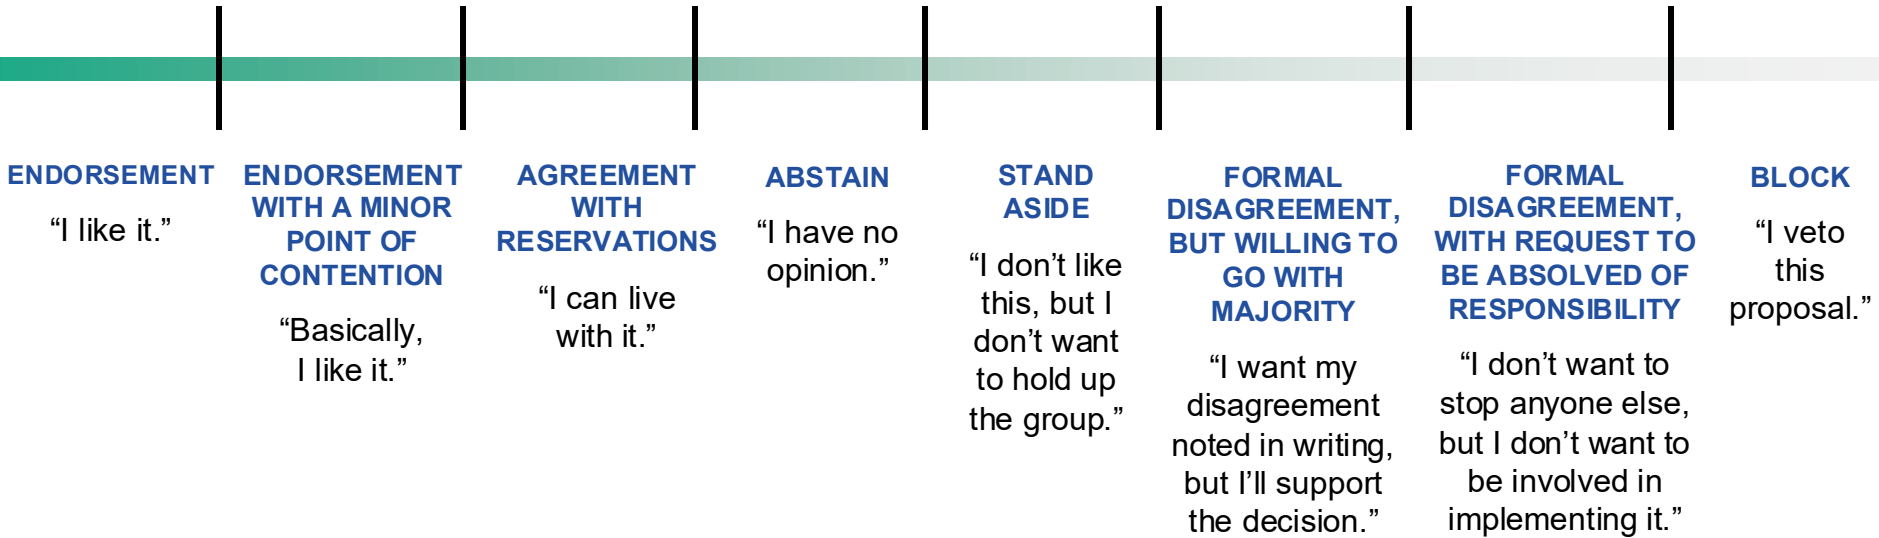 ENDORSEMENT
“I like it.”
ENDORSEMENT
WITH A MINOR
POINT OF
CONTENTION
“Basically,
I like it.”
AGREEMENT
WITH
RESERVATIONS
“I can live
with it.”
ABSTAIN
“I have no
opinion.”
STAND
ASIDE
“I don’t like
this, but I
don’t want
to hold up
the group.”
FORMAL
DISAGREEMENT,
BUT WILLING TO
GO WITH
MAJORITY
“I want my
disagreement
noted in writing,
but I’ll support
the decision.”
FORMAL
DISAGREEMENT,
WITH REQUEST TO
BE ABSOLVED OF
RESPONSIBILITY
“I don’t want to
stop anyone else,
but I don’t want to
be involved in
implementing it.”
BLOCK
“I veto
this
proposal.”